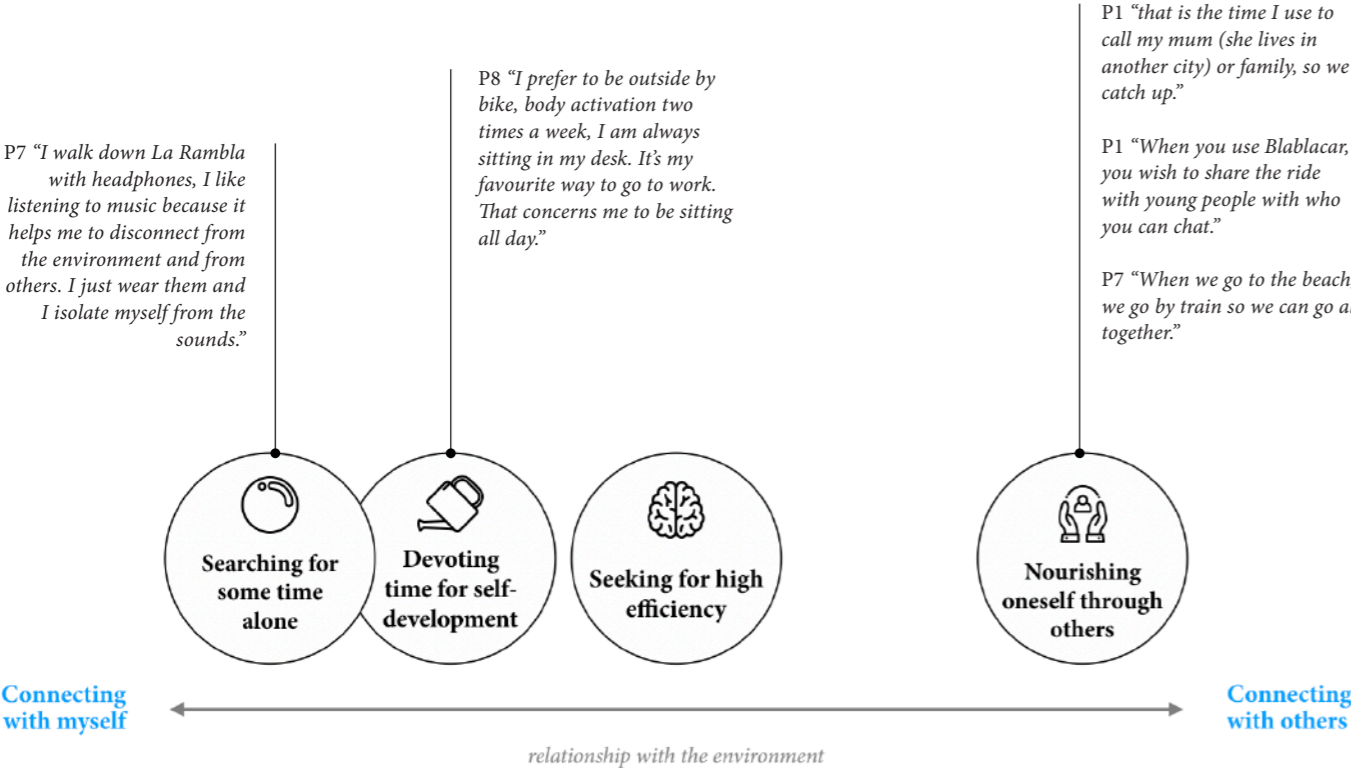 P7 “I walk down La Rambla
with headphones, I like
listening to music because it
helps me to disconnect from
the environment and from
others. I just wear them and
I isolate myself from the
sounds.”
P8 “I prefer to be outside by
bike, body activation two
times a week, I am always
sitting in my desk. It’s my
favourite way to go to work.
That concerns me to be sitting
all day.”
P1 “that is the time I use to
call my mum (she lives in
another city) or family, so we
catch up.”
P1 “When you use Blablacar,
you wish to share the ride
with young people with who
you can chat.”
P7 “When we go to the beach,
we go by train so we can go
together.”
Searching for
some time
alone
Devoting
time for self-
development
Seeking for high
efficiency
Nourishing
oneself through
others
Connecting
with myself
Connecting
with others
relationship with the environment